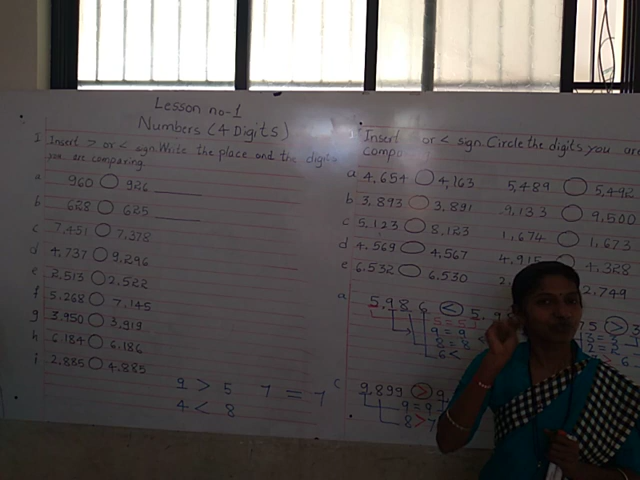 Lesson no-1
Numbers (4 Digits)
I Insert > or < sign. Write the place and the digits
you are comparing.
a 960 926
b 628 625
c 7,451 7,378
d 4,737 9,296
e 2,513 2,522
f 5,268 7,145
g 3,950 3,919
h 6,184 6,186
i 2,885 4,885
9 > 5 7 = 7
4 < 8
Insert or < sign. Circle the digits you are
a 4,654 4,163 5,489 5,492
b 3,893 3,891 9,133 9,500
c 5,123 8,123 1,674 1,673
d 4,569 4,567 4,915 4,328
e 6,532 6,530 2,749
a 5,986 <
5 = 5
9 = 9
8 = 8
6 <
>
3 = 3
2 = 2
> 6
c 9,899 >
9 = 9
8 > 7